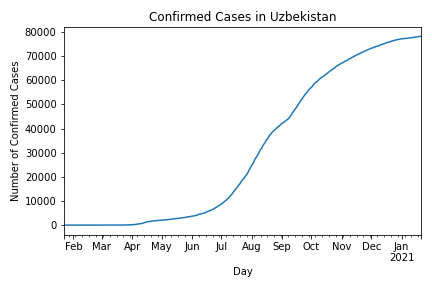 Confirmed Cases in Uzbekistan
80000
70000
60000
50000
40000
30000
20000
10000
0
Number of Confirmed Cases
Feb Mar Apr May Jun Jul Aug Sep Oct Nov Dec Jan
2021
Day